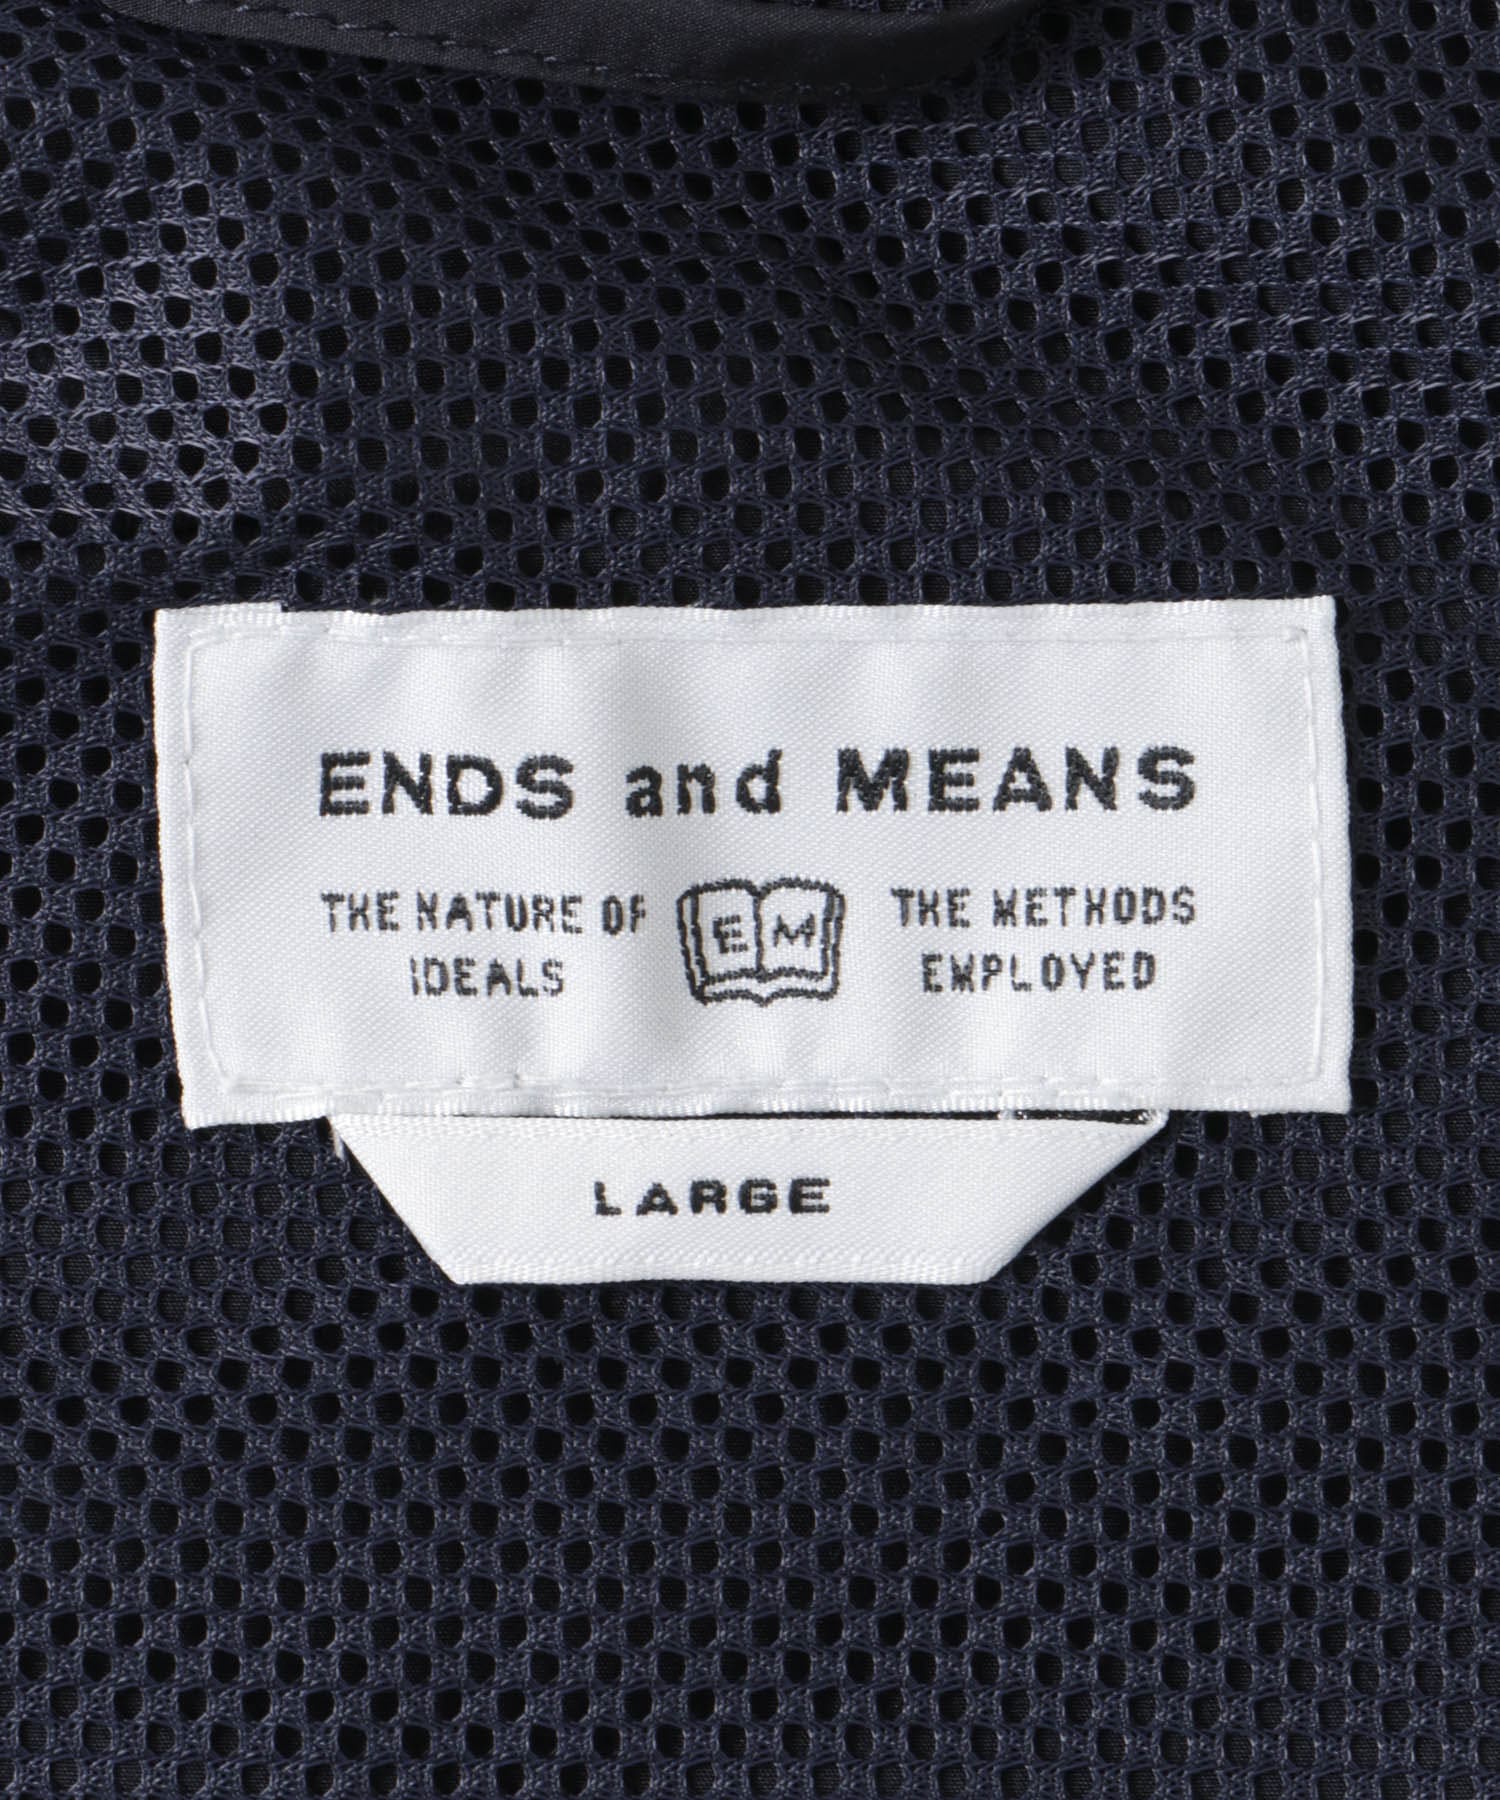 ENDS and MEANS
THE NATURE OF
IDEALS
E M
THE METHODS
EMPLOYED
LARGE